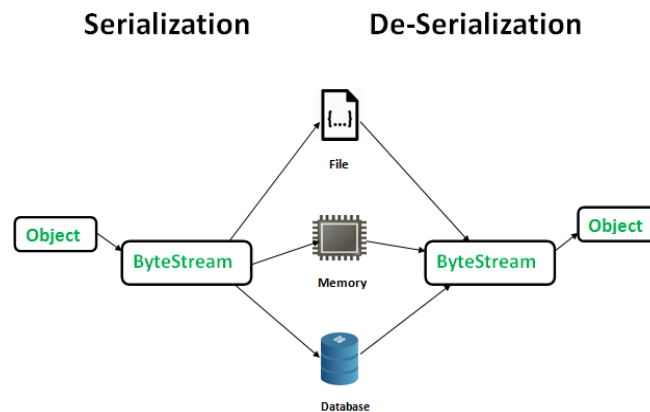 Serialization
De-Serialization
{...}
File
Object
ByteStream
Memory
ByteStream
Object
Database